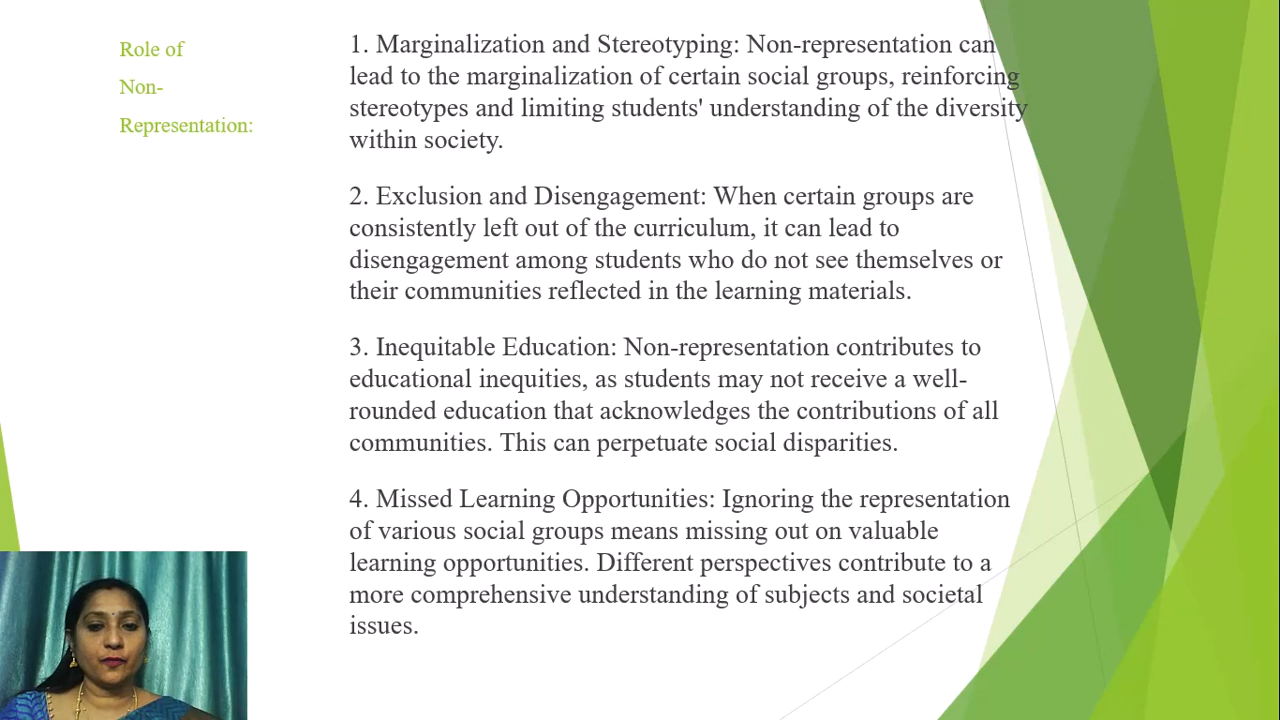 Role of
Non-
Representation:
1. Marginalization and Stereotyping: Non-representation can
lead to the marginalization of certain social groups, reinforcing
stereotypes and limiting students' understanding of the diversity
within society.
2. Exclusion and Disengagement: When certain groups are
consistently left out of the curriculum, it can lead to
disengagement among students who do not see themselves or
their communities reflected in the learning materials.
3. Inequitable Education: Non-representation contributes to
educational inequities, as students may not receive a well-
rounded education that acknowledges the contributions of all
communities. This can perpetuate social disparities.
4. Missed Learning Opportunities: Ignoring the representation
of various social groups means missing out on valuable
learning opportunities. Different perspectives contribute to a
more comprehensive understanding of subjects and societal
issues.